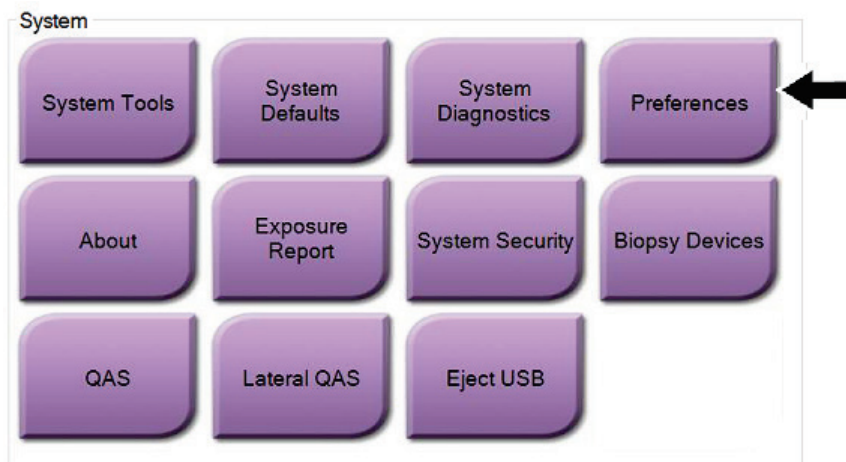 System
System Tools
System
Defaults
System
Diagnostics
Preferences
About
Exposure
Report
System Security
Biopsy Devices
QAS
Lateral QAS
Eject USB